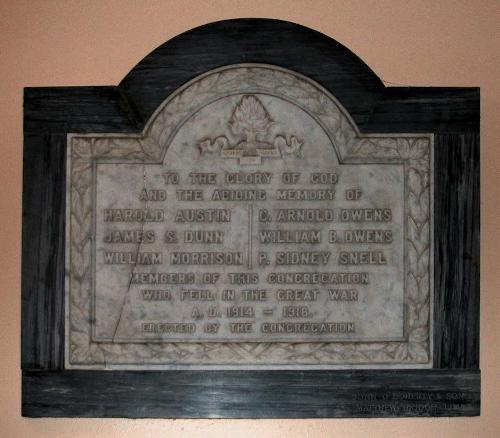 TO THE GLORY OF GOD
AND THE ABIDING MEMORY OF
HAROLD AUSTIN
JAMES S. DUNN
WILLIAM MORRISON
C. ARNOLD OWENS
WILLIAM B. OWENS
P. SIDNEY SNELL
MEMBERS OF THIS CONGREGATION
WHO FELL IN THE GREAT WAR
A. D. 1914 – 1918.
ERECTED BY THE CONGREGATION
& SON